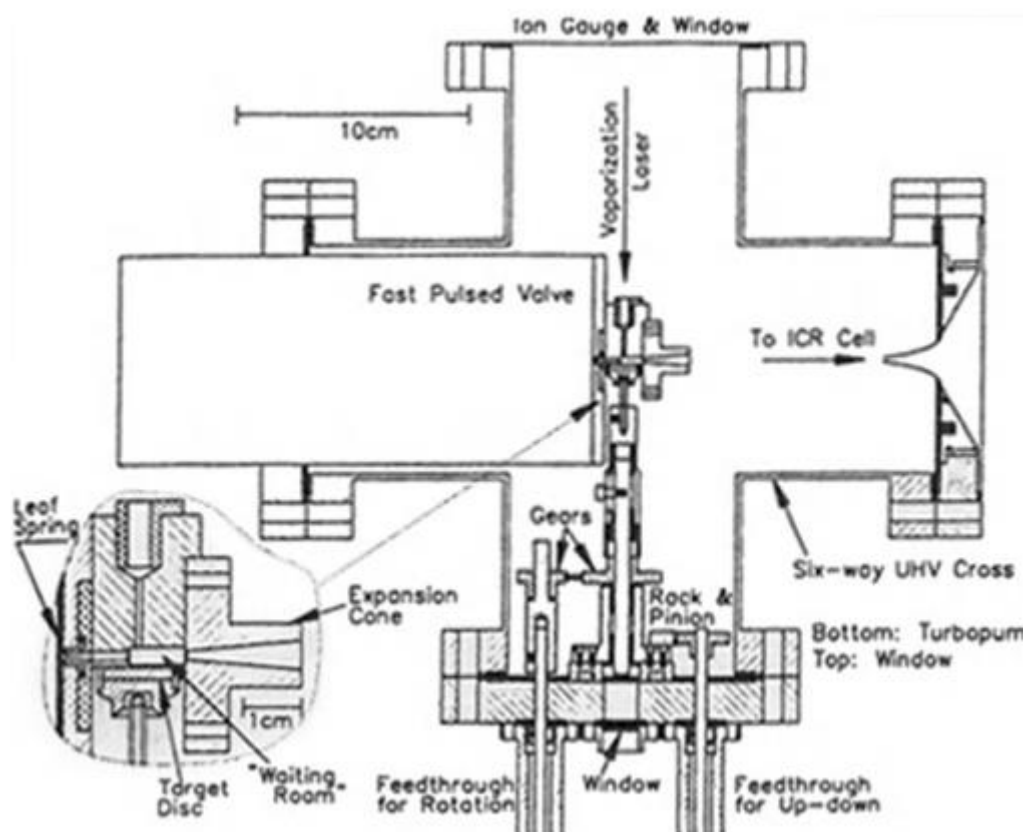 Ion Gauge & Window
10cm
Vaporization
Laser
Fast Pulsed Valve
To ICR Cell
Leaf
Spring
Gears
Six-way UHV Cross
Expansion
Cone
Rack &
Pinion
Bottom: Turbopum
Top: Window
1cm
"Waiting
Room"
Target
Disc
Feedthrough
for Rotation
Window
Feedthrough
for Up-down